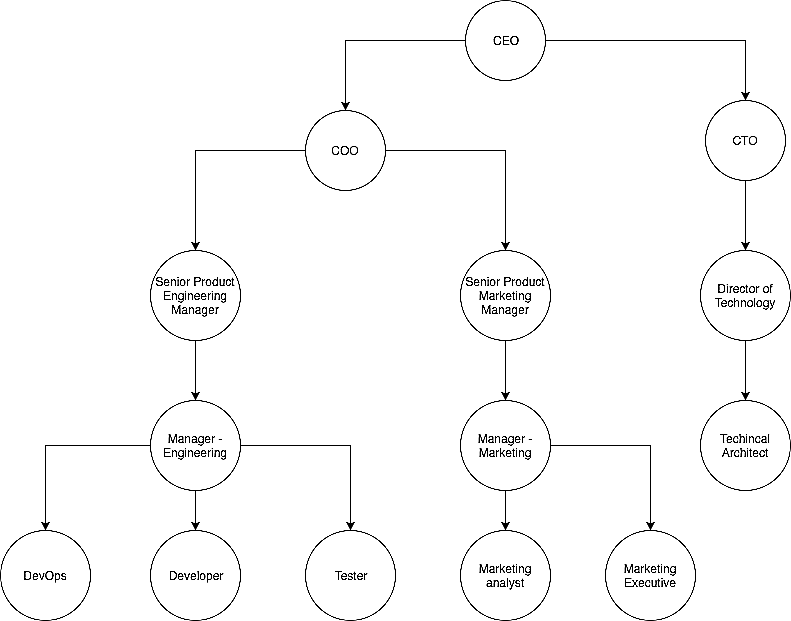 CEO
COO
CTO
Senior Product
Engineering
Manager
Senior Product
Marketing
Manager
Director of
Technology
Manager -
Engineering
Manager -
Marketing
Techincal
Architect
DevOps
Developer
Tester
Marketing
analyst
Marketing
Executive